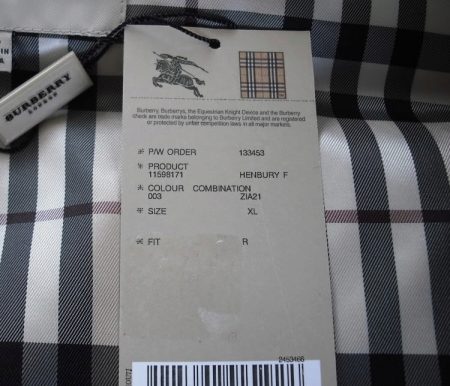 IN
A
BURBERRY
LONDON
Burberry, Burberrys, the Equestrian Knight Device and the Burberry
check are trade marks belonging to Burberry Limited and are registered
or protected by unfair competition laws in all major markets.
P/W ORDER 133453
PRODUCT
11598171 HENBURY F
COLOUR COMBINATION
003 ZIA21
SIZE XL
FIT R
2453466